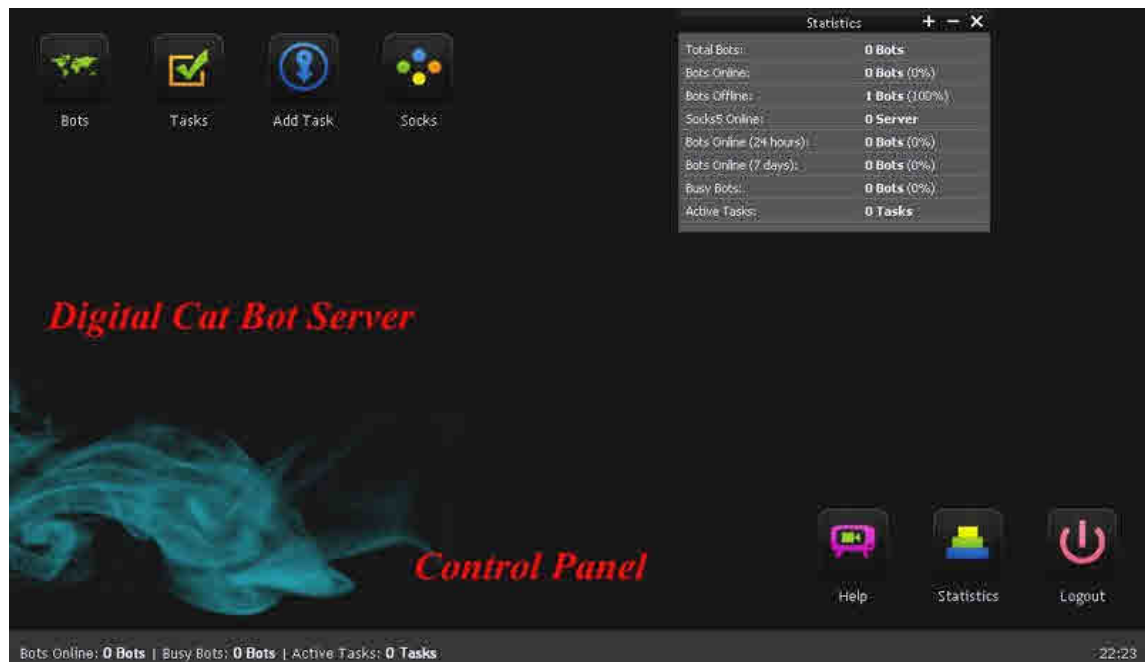 Statistics + − ×
Total Bots: 0 Bots
Bots Online: 0 Bots (0%)
Bots Offline: 1 Bots (100%)
Socks5 Online: 0 Server
Bots Online (24 hours): 0 Bots (0%)
Bots Online (7 days): 0 Bots (0%)
Busy Bots: 0 Bots (0%)
Active Tasks: 0 Tasks
Bots Tasks Add Task Socks
Digital Cat Bot Server
Control Panel
Help Statistics Logout
Bots Online: 0 Bots | Busy Bots: 0 Bots | Active Tasks: 0 Tasks 22:23